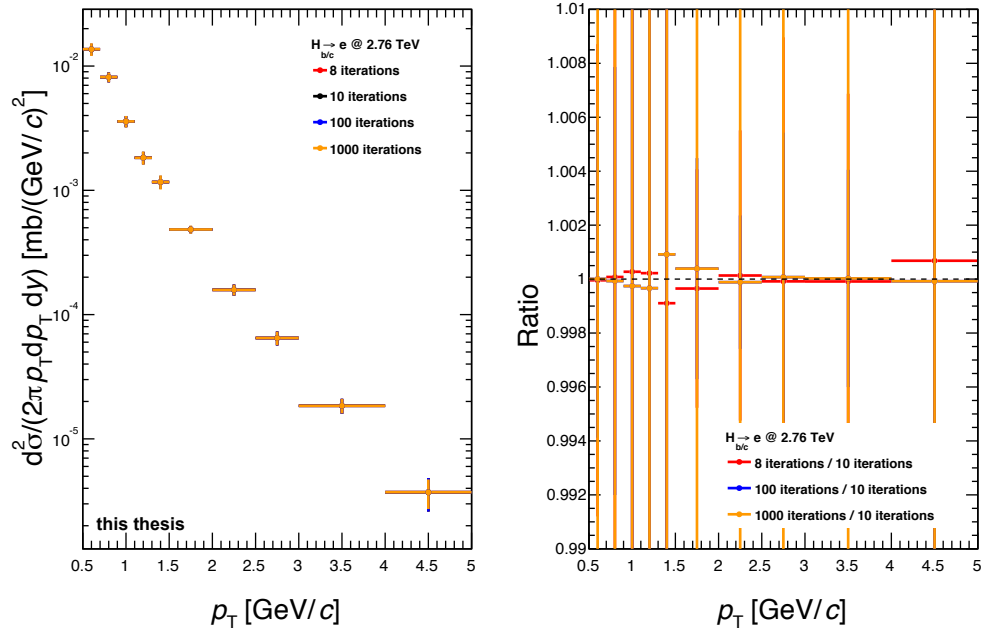 d²σ/(2π p_T dp_T dy) [mb/(GeV/c)²]
10⁻²
10⁻³
10⁻⁴
10⁻⁵
H_b/c → e @ 2.76 TeV
8 iterations
10 iterations
100 iterations
1000 iterations
this thesis
0.5 1 1.5 2 2.5 3 3.5 4 4.5 5
p_T [GeV/c]
Ratio
1.01
1.008
1.006
1.004
1.002
1
0.998
0.996
0.994
0.992
0.99
H_b/c → e @ 2.76 TeV
8 iterations / 10 iterations
100 iterations / 10 iterations
1000 iterations / 10 iterations
0.5 1 1.5 2 2.5 3 3.5 4 4.5 5
p_T [GeV/c]